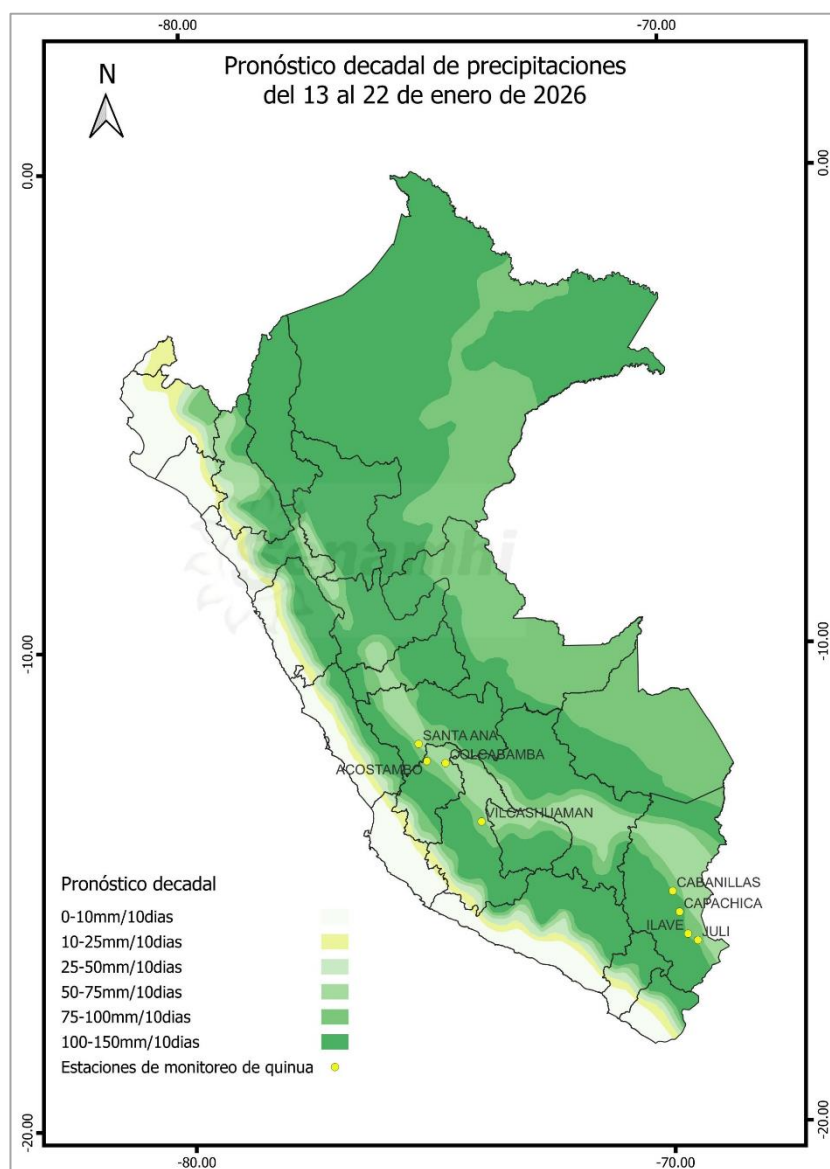 -80.00
-70.00
N
Pronóstico decadal de precipitaciones
del 13 al 22 de enero de 2026
0.00
0.00
senamhi
-10.00
-10.00
SANTA ANA
COLCABAMBA
ACOSTAMBO
VILCASHUAMAN
CABANILLAS
CAPACHICA
ILAVE
JULI
Pronóstico decadal
0-10mm/10dias
10-25mm/10dias
25-50mm/10dias
50-75mm/10dias
75-100mm/10dias
100-150mm/10dias
Estaciones de monitoreo de quinua
-20.00
-20.00
-80.00
-70.00